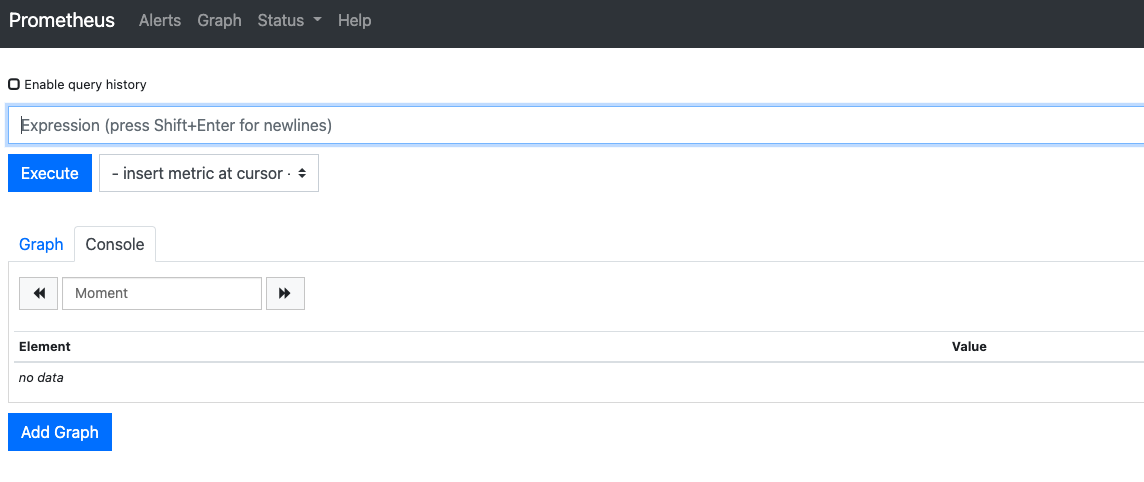 Prometheus Alerts Graph Status Help
Enable query history
Expression (press Shift+Enter for newlines)
Execute - insert metric at cursor -
Graph Console
Moment
Element Value
no data
Add Graph